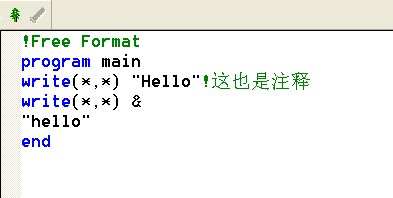 !Free Format
program main
write(*,*) "Hello"!这也是注释
write(*,*) &
"hello"
end